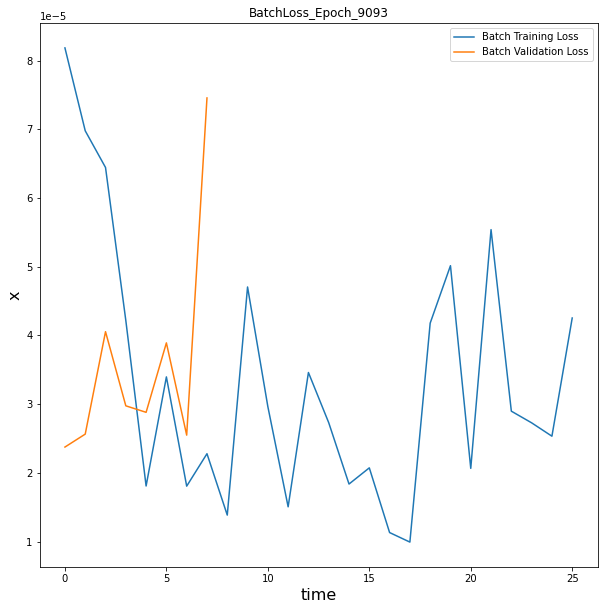 BatchLoss_Epoch_9093
1e−5
Batch Training Loss
Batch Validation Loss
8
7
6
5
4
3
2
1
x
0 5 10 15 20 25
time